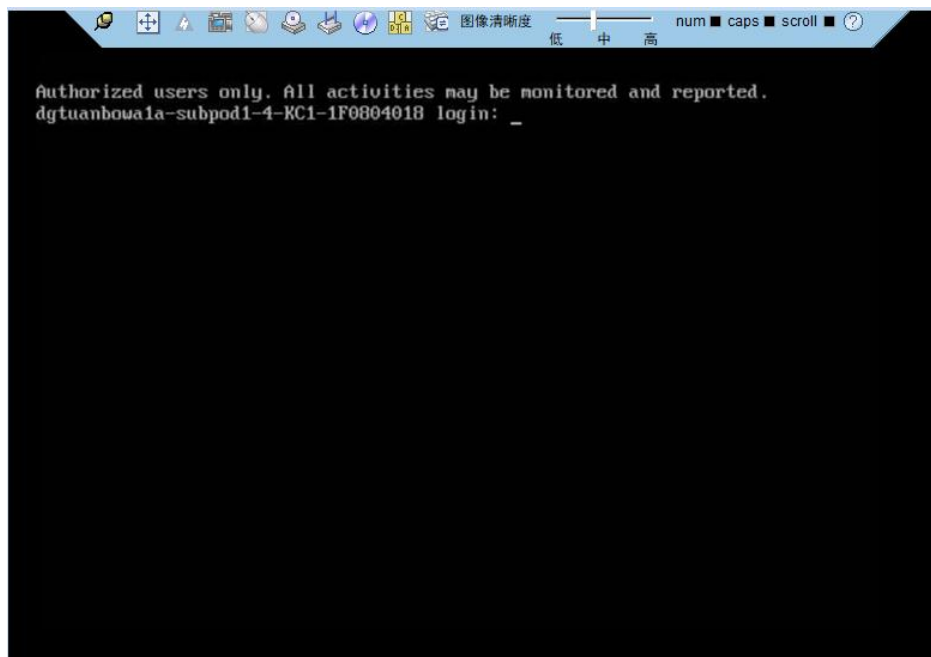 图像清晰度 num caps scroll ?
低 中 高
Authorized users only. All activities may be monitored and reported.
dgtuanbowa1a-subpod1-4-KC1-1F0804018 login: _